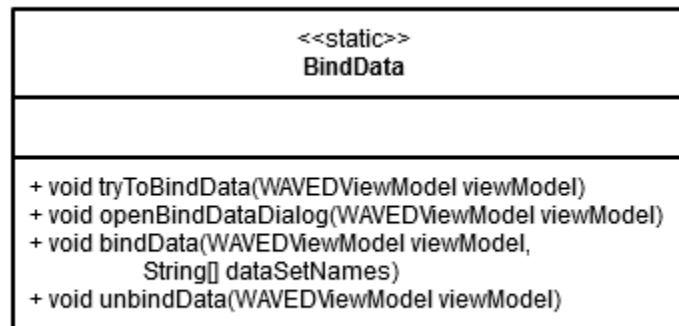 <<static>>
BindData
+ void tryToBindData(WAVEDViewModel viewModel)
+ void openBindDataDialog(WAVEDViewModel viewModel)
+ void bindData(WAVEDViewModel viewModel,
String[] dataSetNames)
+ void unbindData(WAVEDViewModel viewModel)